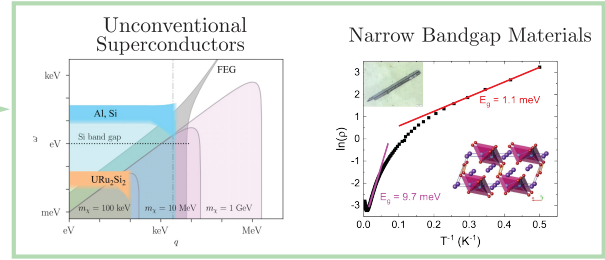 Unconventional
Superconductors
FEG
keV
Al, Si
ω
Si band gap
eV
URu2Si2
meV
mχ = 100 keV
mχ = 10 MeV
mχ = 1 GeV
eV
keV
MeV
q
Narrow Bandgap Materials
3
2
1
0
-1
-2
-3
ln(ρ)
Eg = 1.1 meV
Eg = 9.7 meV
0.0
0.1
0.2
0.3
0.4
0.5
T-1 (K-1)